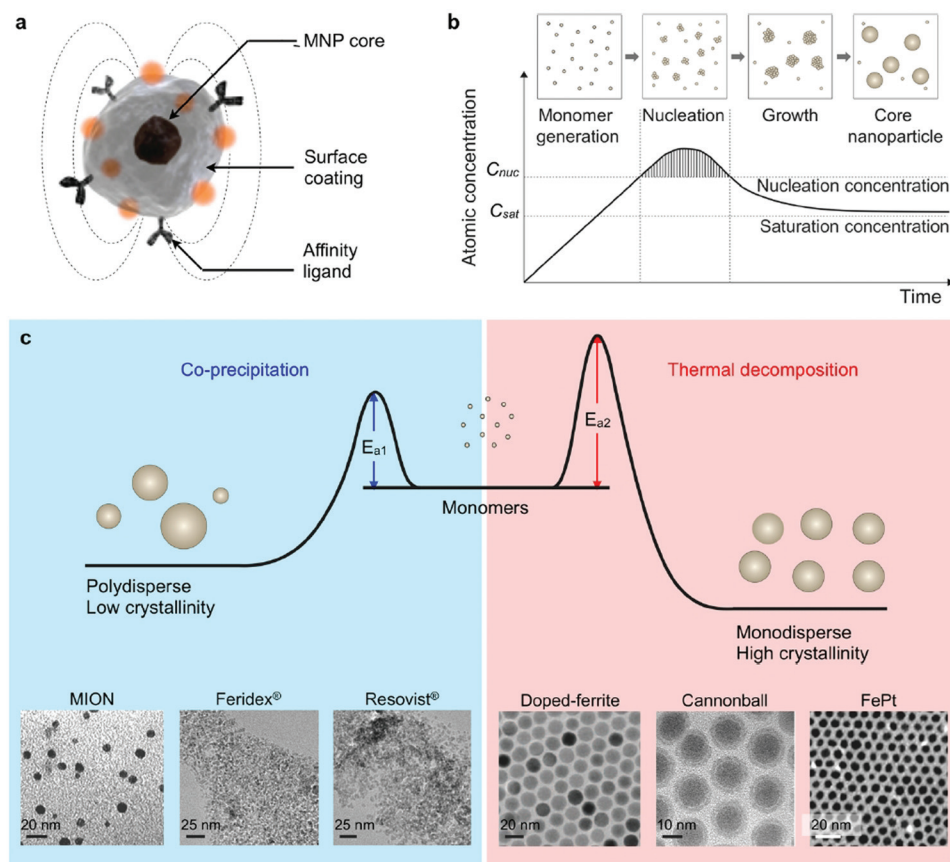 a
MNP core
Surface
coating
Affinity
ligand
b
Monomer
generation
Nucleation
Growth
Core
nanoparticle
Atomic concentration
Cnuc
Nucleation concentration
Csat
Saturation concentration
Time
c
Co-precipitation
Thermal decomposition
Ea1
Ea2
Monomers
Polydisperse
Low crystallinity
Monodisperse
High crystallinity
MION
Feridex®
Resovist®
Doped-ferrite
Cannonball
FePt
20 nm
25 nm
25 nm
20 nm
10 nm
20 nm